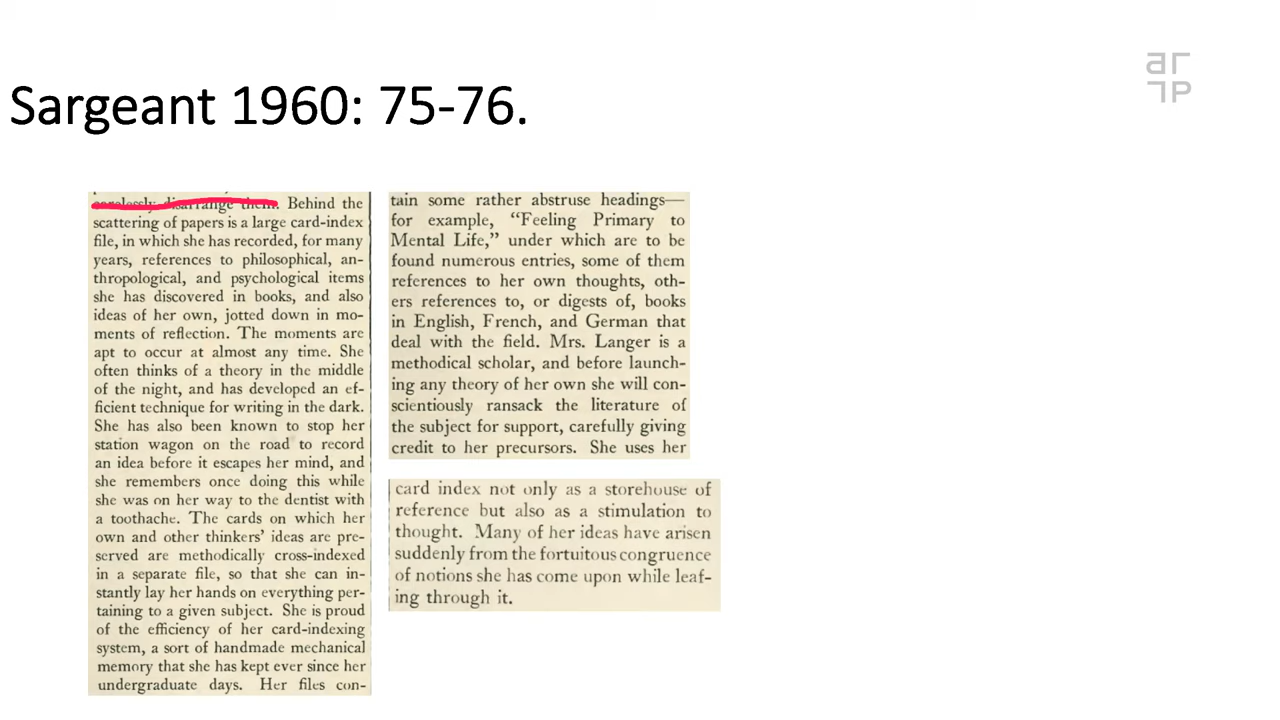 ar
LP
Sargeant 1960: 75-76.
carelessly disarrange them. Behind the
scattering of papers is a large card-index
file, in which she has recorded, for many
years, references to philosophical, an-
thropological, and psychological items
she has discovered in books, and also
ideas of her own, jotted down in mo-
ments of reflection. The moments are
apt to occur at almost any time. She
often thinks of a theory in the middle
of the night, and has developed an ef-
ficient technique for writing in the dark.
She has also been known to stop her
station wagon on the road to record
an idea before it escapes her mind, and
she remembers once doing this while
she was on her way to the dentist with
a toothache. The cards on which her
own and other thinkers' ideas are pre-
served are methodically cross-indexed
in a separate file, so that she can in-
stantly lay her hands on everything per-
taining to a given subject. She is proud
of the efficiency of her card-indexing
system, a sort of handmade mechanical
memory that she has kept ever since her
undergraduate days. Her files con-
tain some rather abstruse headings—
for example, “Feeling Primary to
Mental Life,” under which are to be
found numerous entries, some of them
references to her own thoughts, oth-
ers references to, or digests of, books
in English, French, and German that
deal with the field. Mrs. Langer is a
methodical scholar, and before launch-
ing any theory of her own she will con-
scientiously ransack the literature of
the subject for support, carefully giving
credit to her precursors. She uses her
card index not only as a storehouse of
reference but also as a stimulation to
thought. Many of her ideas have arisen
suddenly from the fortuitous congruence
of notions she has come upon while leaf-
ing through it.